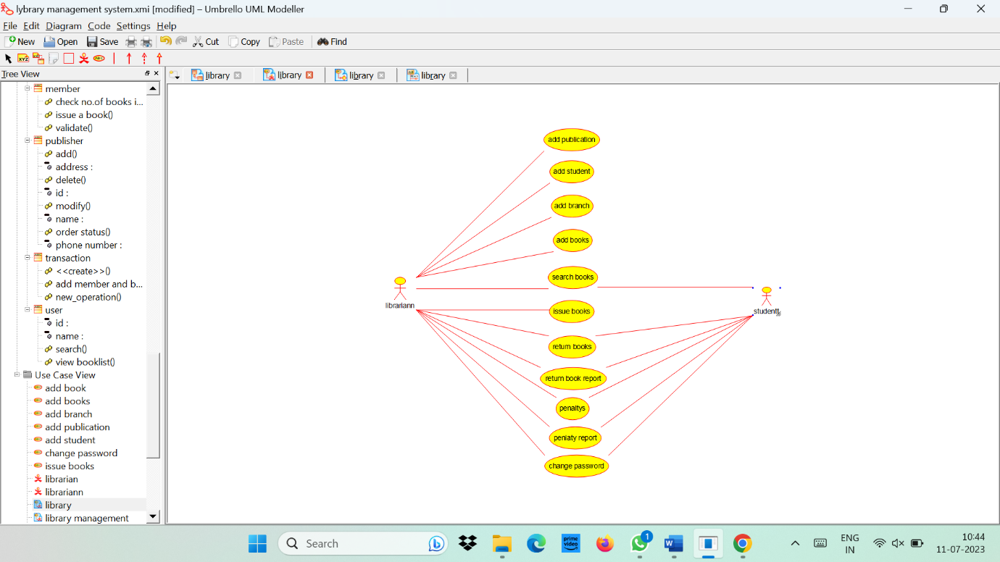 lybrary management system.xmi [modified] – Umbrello UML Modeller
File Edit Diagram Code Settings Help
New Open Save Cut Copy Paste Find
Tree View
library library library library
member
check no.of books i...
issue a book()
validate()
publisher
add()
address :
delete()
id :
modify()
name :
order status()
phone number :
transaction
<<create>>()
add member and b...
new_operation()
user
id :
name :
search()
view booklist()
Use Case View
add book
add books
add branch
add publication
add student
change password
issue books
librarian
librariann
library
library management
add publication
add student
add branch
add books
search books
librariann
issue books
studentt
return books
return book report
penaltys
penlaty report
change password
Search
prime video
1
ENG
IN
10:44
11-07-2023